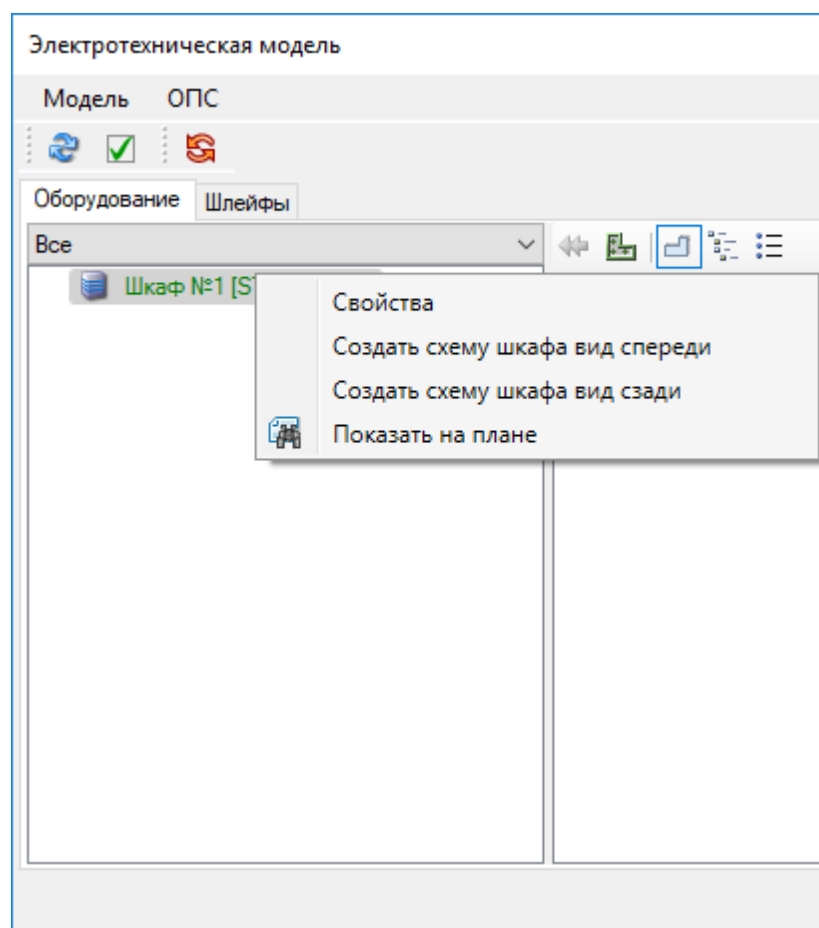 Электротехническая модель
Модель ОПС
Оборудование Шлейфы
Все
Шкаф №1 [S
Свойства
Создать схему шкафа вид спереди
Создать схему шкафа вид сзади
Показать на плане